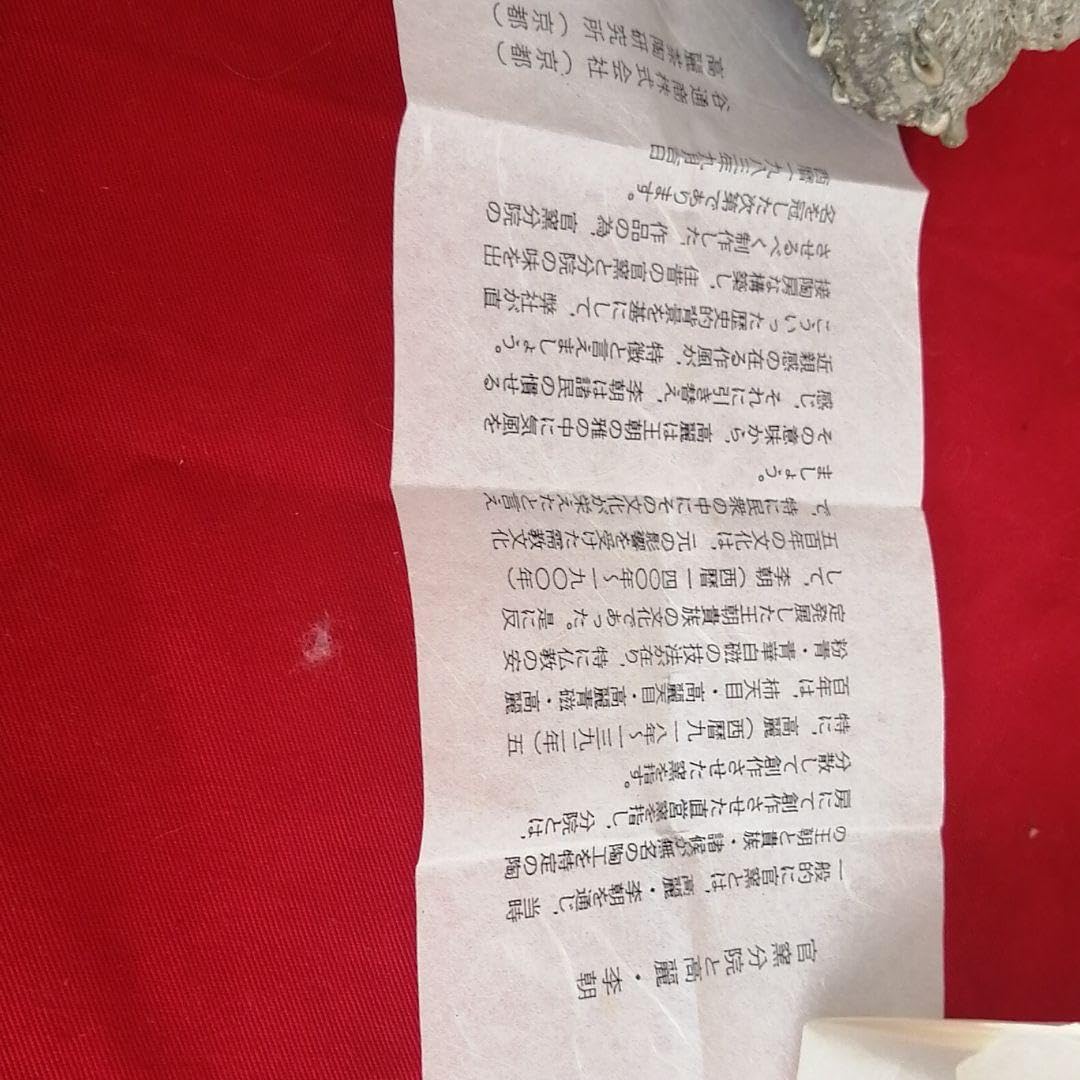 官窯分院と高麗・李朝
一般的に官窯とは、高麗・李朝を通し、当時
の王朝と貴族・諸侯が無名の陶工を特定の陶
房にて創作させた直営窯を指し、分院とは、
分散して創作させた窯を指す。
特に、高麗（西暦九一八年〜一三九二年）五
百年は、柿天目・高麗天目・高麗青磁・高麗
粉青・青華白磁の技法が在り、特に仏教の安
定発展した王朝貴族の文化であった。是に反
して、李朝（西暦一四〇〇年〜一九〇〇年）
五百年の文化は、元の影響を受けた儒教文化
で、特に民衆の中にその文化が栄えたと言え
ましょう。
その意味から、高麗は王朝の雅の中に気風を
感じ、それに引き替え、李朝は諸民の慣せる
近親感の在る作風が、特徴と言えましょう。
こういった歴史的背景を基にして、弊社が直
接陶房な構築し、往昔の官窯と分院の味を出
させるべく制作した、作品の為、官窯分院の
名を冠した次第であります。
西暦一九八三年九月吉日
谷通商株式会社（京都）
高麗茶陶研究所（京都）